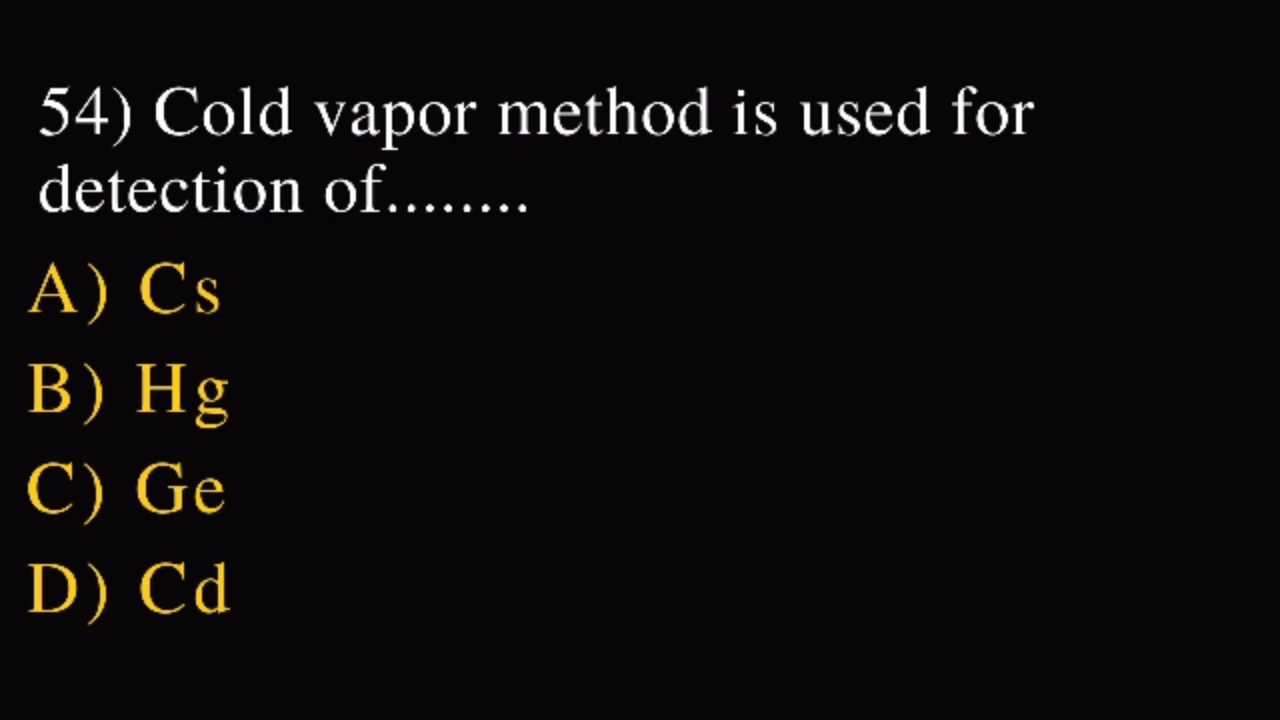 54) Cold vapor method is used for
detection of........
A) Cs
B) Hg
C) Ge
D) Cd